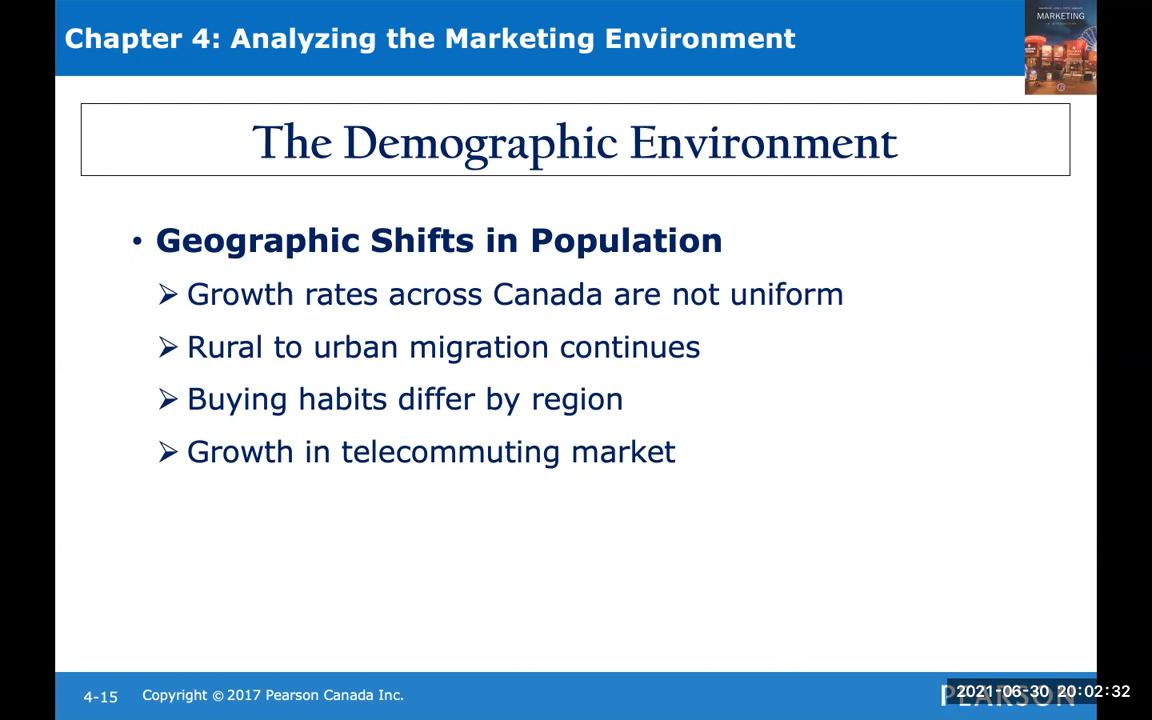 Chapter 4: Analyzing the Marketing Environment
MARKETING
The Demographic Environment
• Geographic Shifts in Population
➢ Growth rates across Canada are not uniform
➢ Rural to urban migration continues
➢ Buying habits differ by region
➢ Growth in telecommuting market
4-15
Copyright © 2017 Pearson Canada Inc.
PEARSON
2021-06-30 20:02:32